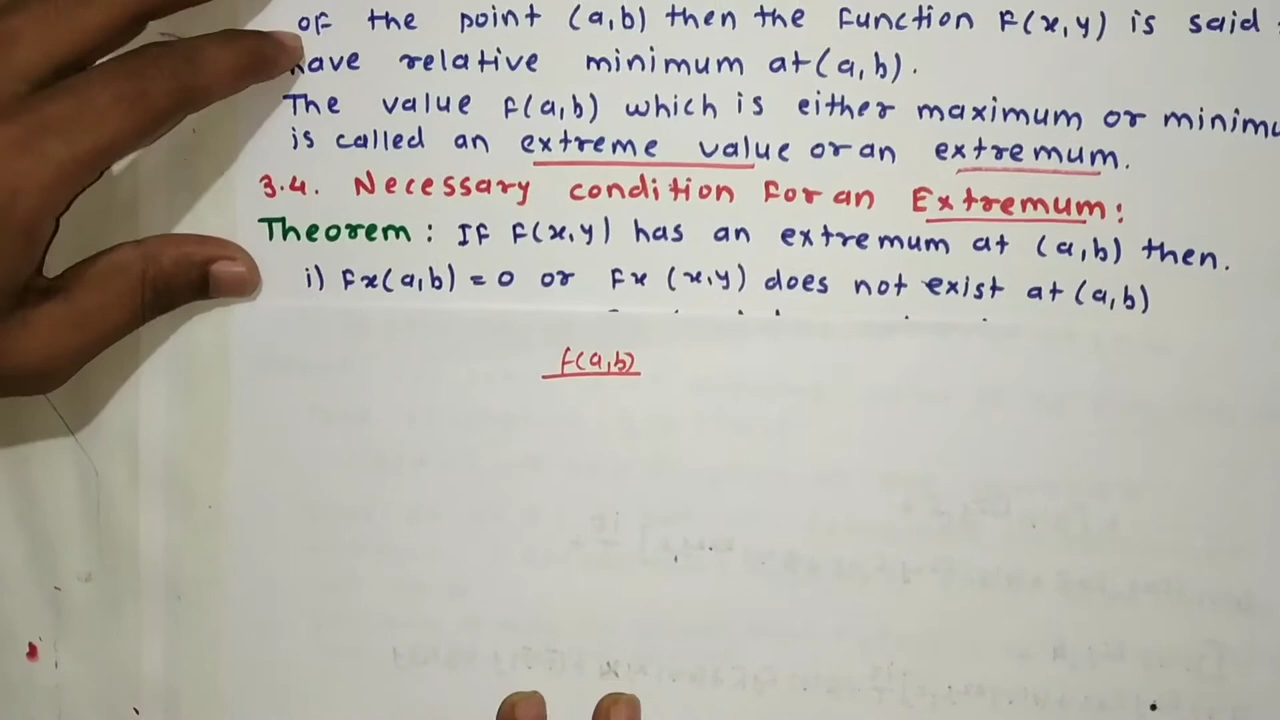 of the point (a,b) then the function F(x,y) is said
have relative minimum at (a,b).
The value f(a,b) which is either maximum or
is called an extreme value or an extremum.
3.4. Necessary condition for an Extremum:
Theorem: If F(x,y) has an extremum at (a,b) then.
i) Fx(a,b) = 0 or Fx (x,y) does not exist at (a,b)
f(a,b)